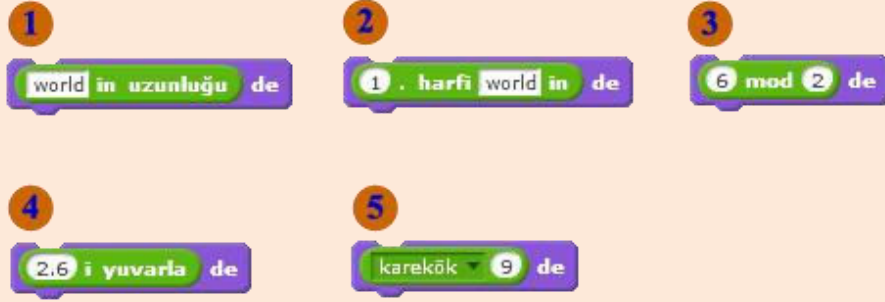 1
world in uzunluğu de
2
1 . harfi world in de
3
6 mod 2 de
4
2.6 i yuvarla de
5
karekök 9 de